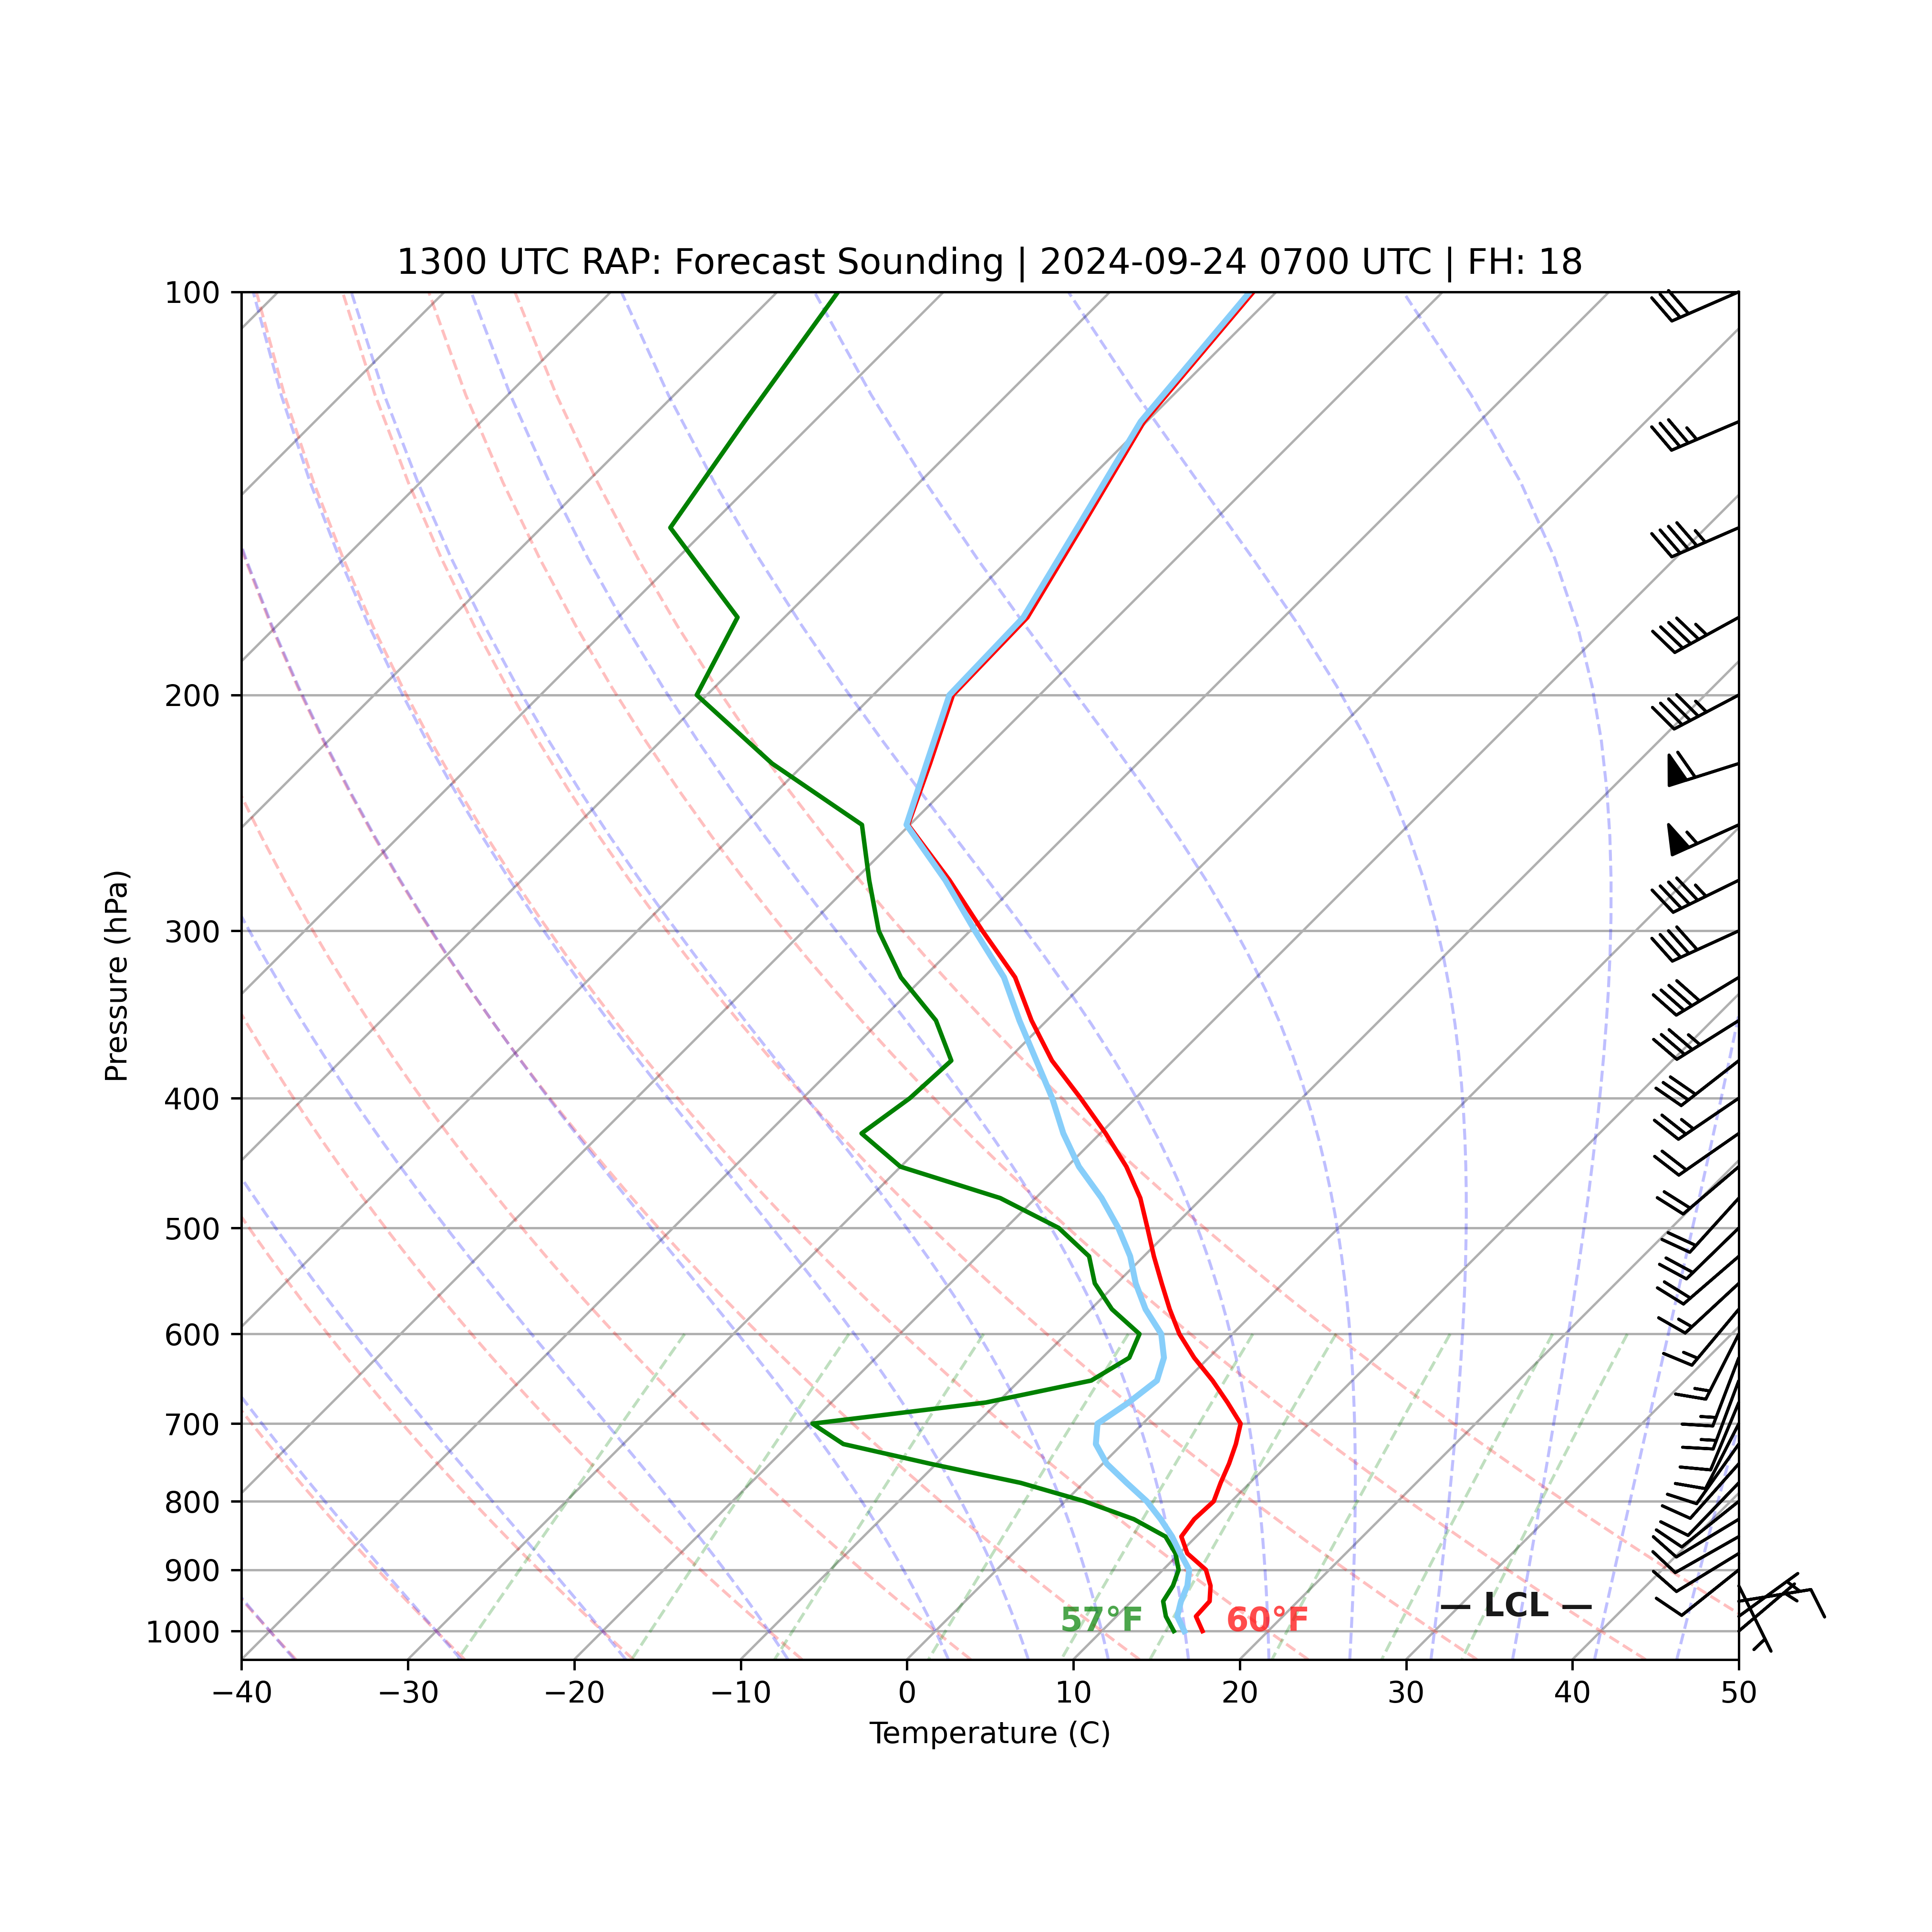 1300 UTC RAP: Forecast Sounding | 2024-09-24 0700 UTC | FH: 18
100
200
300
400
500
600
700
800
900
1000
Pressure (hPa)
57°F
60°F
— LCL —
−40 −30 −20 −10 0 10 20 30 40 50
Temperature (C)